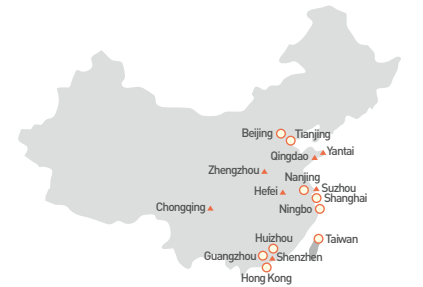 Beijing
Tianjing
Qingdao
Yantai
Zhengzhou
Nanjing
Hefei
Suzhou
Shanghai
Chongqing
Ningbo
Huizhou
Taiwan
Guangzhou
Shenzhen
Hong Kong